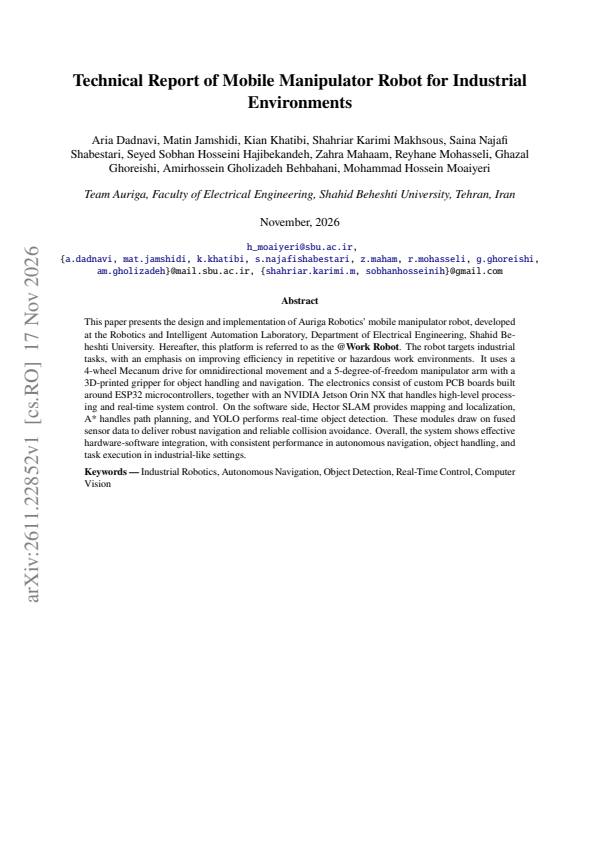 Technical Report of Mobile Manipulator Robot for Industrial
Environments
Aria Dadnavi, Matin Jamshidi, Kian Khatibi, Shahriar Karimi Makhsous, Saina Najafi
Shabestari, Seyed Sobhan Hosseini Hajibekandeh, Zahra Mahaam, Reyhane Mohasseli, Ghazal
Ghoreishi, Amirhossein Gholizadeh Behbahani, Mohammad Hossein Moaiyeri
Team Auriga, Faculty of Electrical Engineering, Shahid Beheshti University, Tehran, Iran
November, 2026
h_moaiyeri@sbu.ac.ir,
{a.dadnavi, mat.jamshidi, k.khatibi, s.najafishabestari, z.maham, r.mohasseli, g.ghoreishi,
am.gholizadeh}@mail.sbu.ac.ir, {shahriar.karimi.m, sobhanhosseinih}@gmail.com
Abstract
This paper presents the design and implementation of Auriga Robotics' mobile manipulator robot, developed
at the Robotics and Intelligent Automation Laboratory, Department of Electrical Engineering, Shahid Be-
heshti University. Hereafter, this platform is referred to as the @Work Robot. The robot targets industrial
tasks, with an emphasis on improving efficiency in repetitive or hazardous work environments. It uses a
4-wheel Mecanum drive for omnidirectional movement and a 5-degree-of-freedom manipulator arm with a
3D-printed gripper for object handling and navigation. The electronics consist of custom PCB boards built
around ESP32 microcontrollers, together with an NVIDIA Jetson Orin NX that handles high-level process-
ing and real-time system control. On the software side, Hector SLAM provides mapping and localization,
A* handles path planning, and YOLO performs real-time object detection. These modules draw on fused
sensor data to deliver robust navigation and reliable collision avoidance. Overall, the system shows effective
hardware-software integration, with consistent performance in autonomous navigation, object handling, and
task execution in industrial-like settings.
Keywords — Industrial Robotics, Autonomous Navigation, Object Detection, Real-Time Control, Computer
Vision
arXiv:2611.22852v1 [cs.RO] 17 Nov 2026